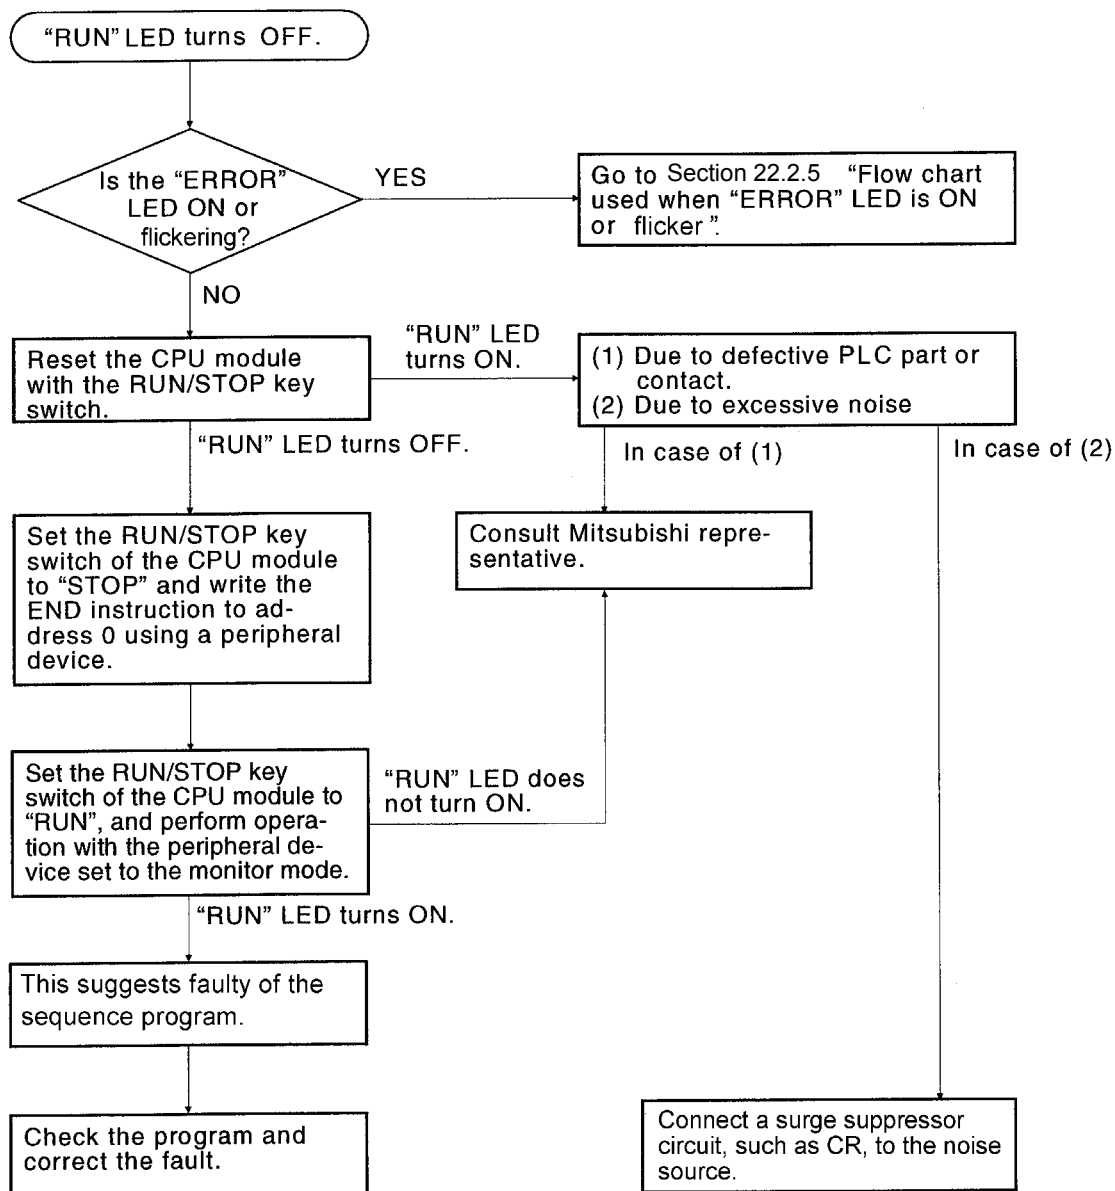 “RUN” LED turns OFF.
Is the “ERROR”
LED ON or
flickering?
YES
Go to Section 22.2.5 “Flow chart
used when “ERROR” LED is ON
or flicker”.
NO
Reset the CPU module
with the RUN/STOP key
switch.
“RUN” LED
turns ON.
(1) Due to defective PLC part or
contact.
(2) Due to excessive noise
“RUN” LED turns OFF.
In case of (1)
In case of (2)
Set the RUN/STOP key
switch of the CPU module
to “STOP” and write the
END instruction to ad-
dress 0 using a peripheral
device.
Consult Mitsubishi repre-
sentative.
Set the RUN/STOP key
switch of the CPU module to
“RUN”, and perform opera-
tion with the peripheral de-
vice set to the monitor mode.
“RUN” LED does
not turn ON.
“RUN” LED turns ON.
This suggests faulty of the
sequence program.
Check the program and
correct the fault.
Connect a surge suppressor
circuit, such as CR, to the noise
source.